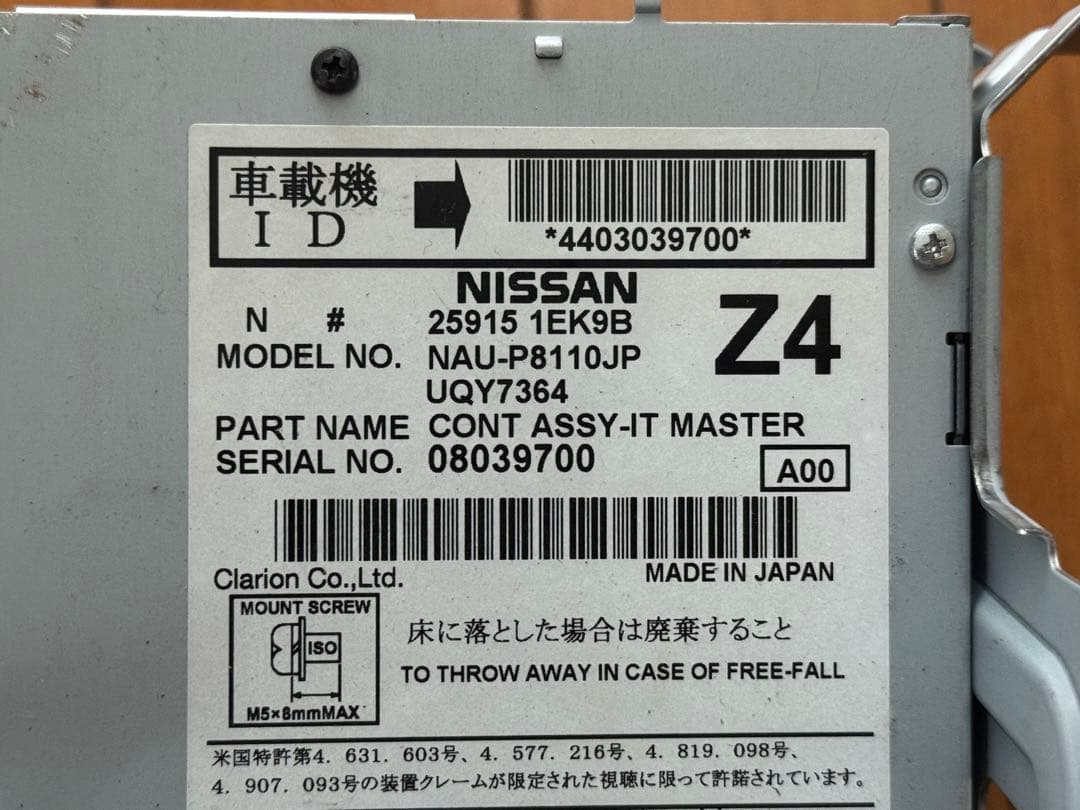 車載機
I D
*4403039700*
NISSAN
N # 25915 1EK9B
Z4
MODEL NO. NAU-P8110JP
UQY7364
PART NAME CONT ASSY-IT MASTER
SERIAL NO. 08039700
A00
Clarion Co.,Ltd.
MADE IN JAPAN
MOUNT SCREW
ISO
M5×8mmMAX
床に落とした場合は廃棄すること
TO THROW AWAY IN CASE OF FREE-FALL
米国特許第4. 631. 603号、4. 577. 216号、4. 819. 098号、
4. 907. 093号の装置クレームが限定された視聴に限って許諾されています。